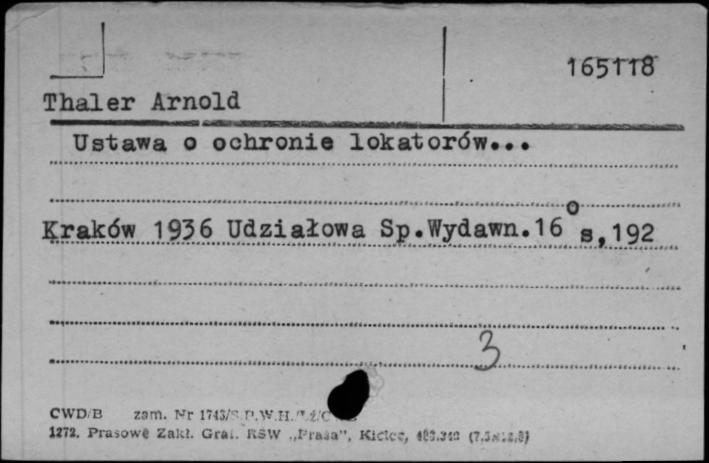 165118
Thaler Arnold
Ustawa o ochronie lokatorów...
Kraków 1936 Udziałowa Sp.Wydawn.16° s,192
3
CWD/B zam. Nr 1743/S.P.W.H.
1272. Prasowe Zakł. Graf. RSW „Prasa”, Kielce,